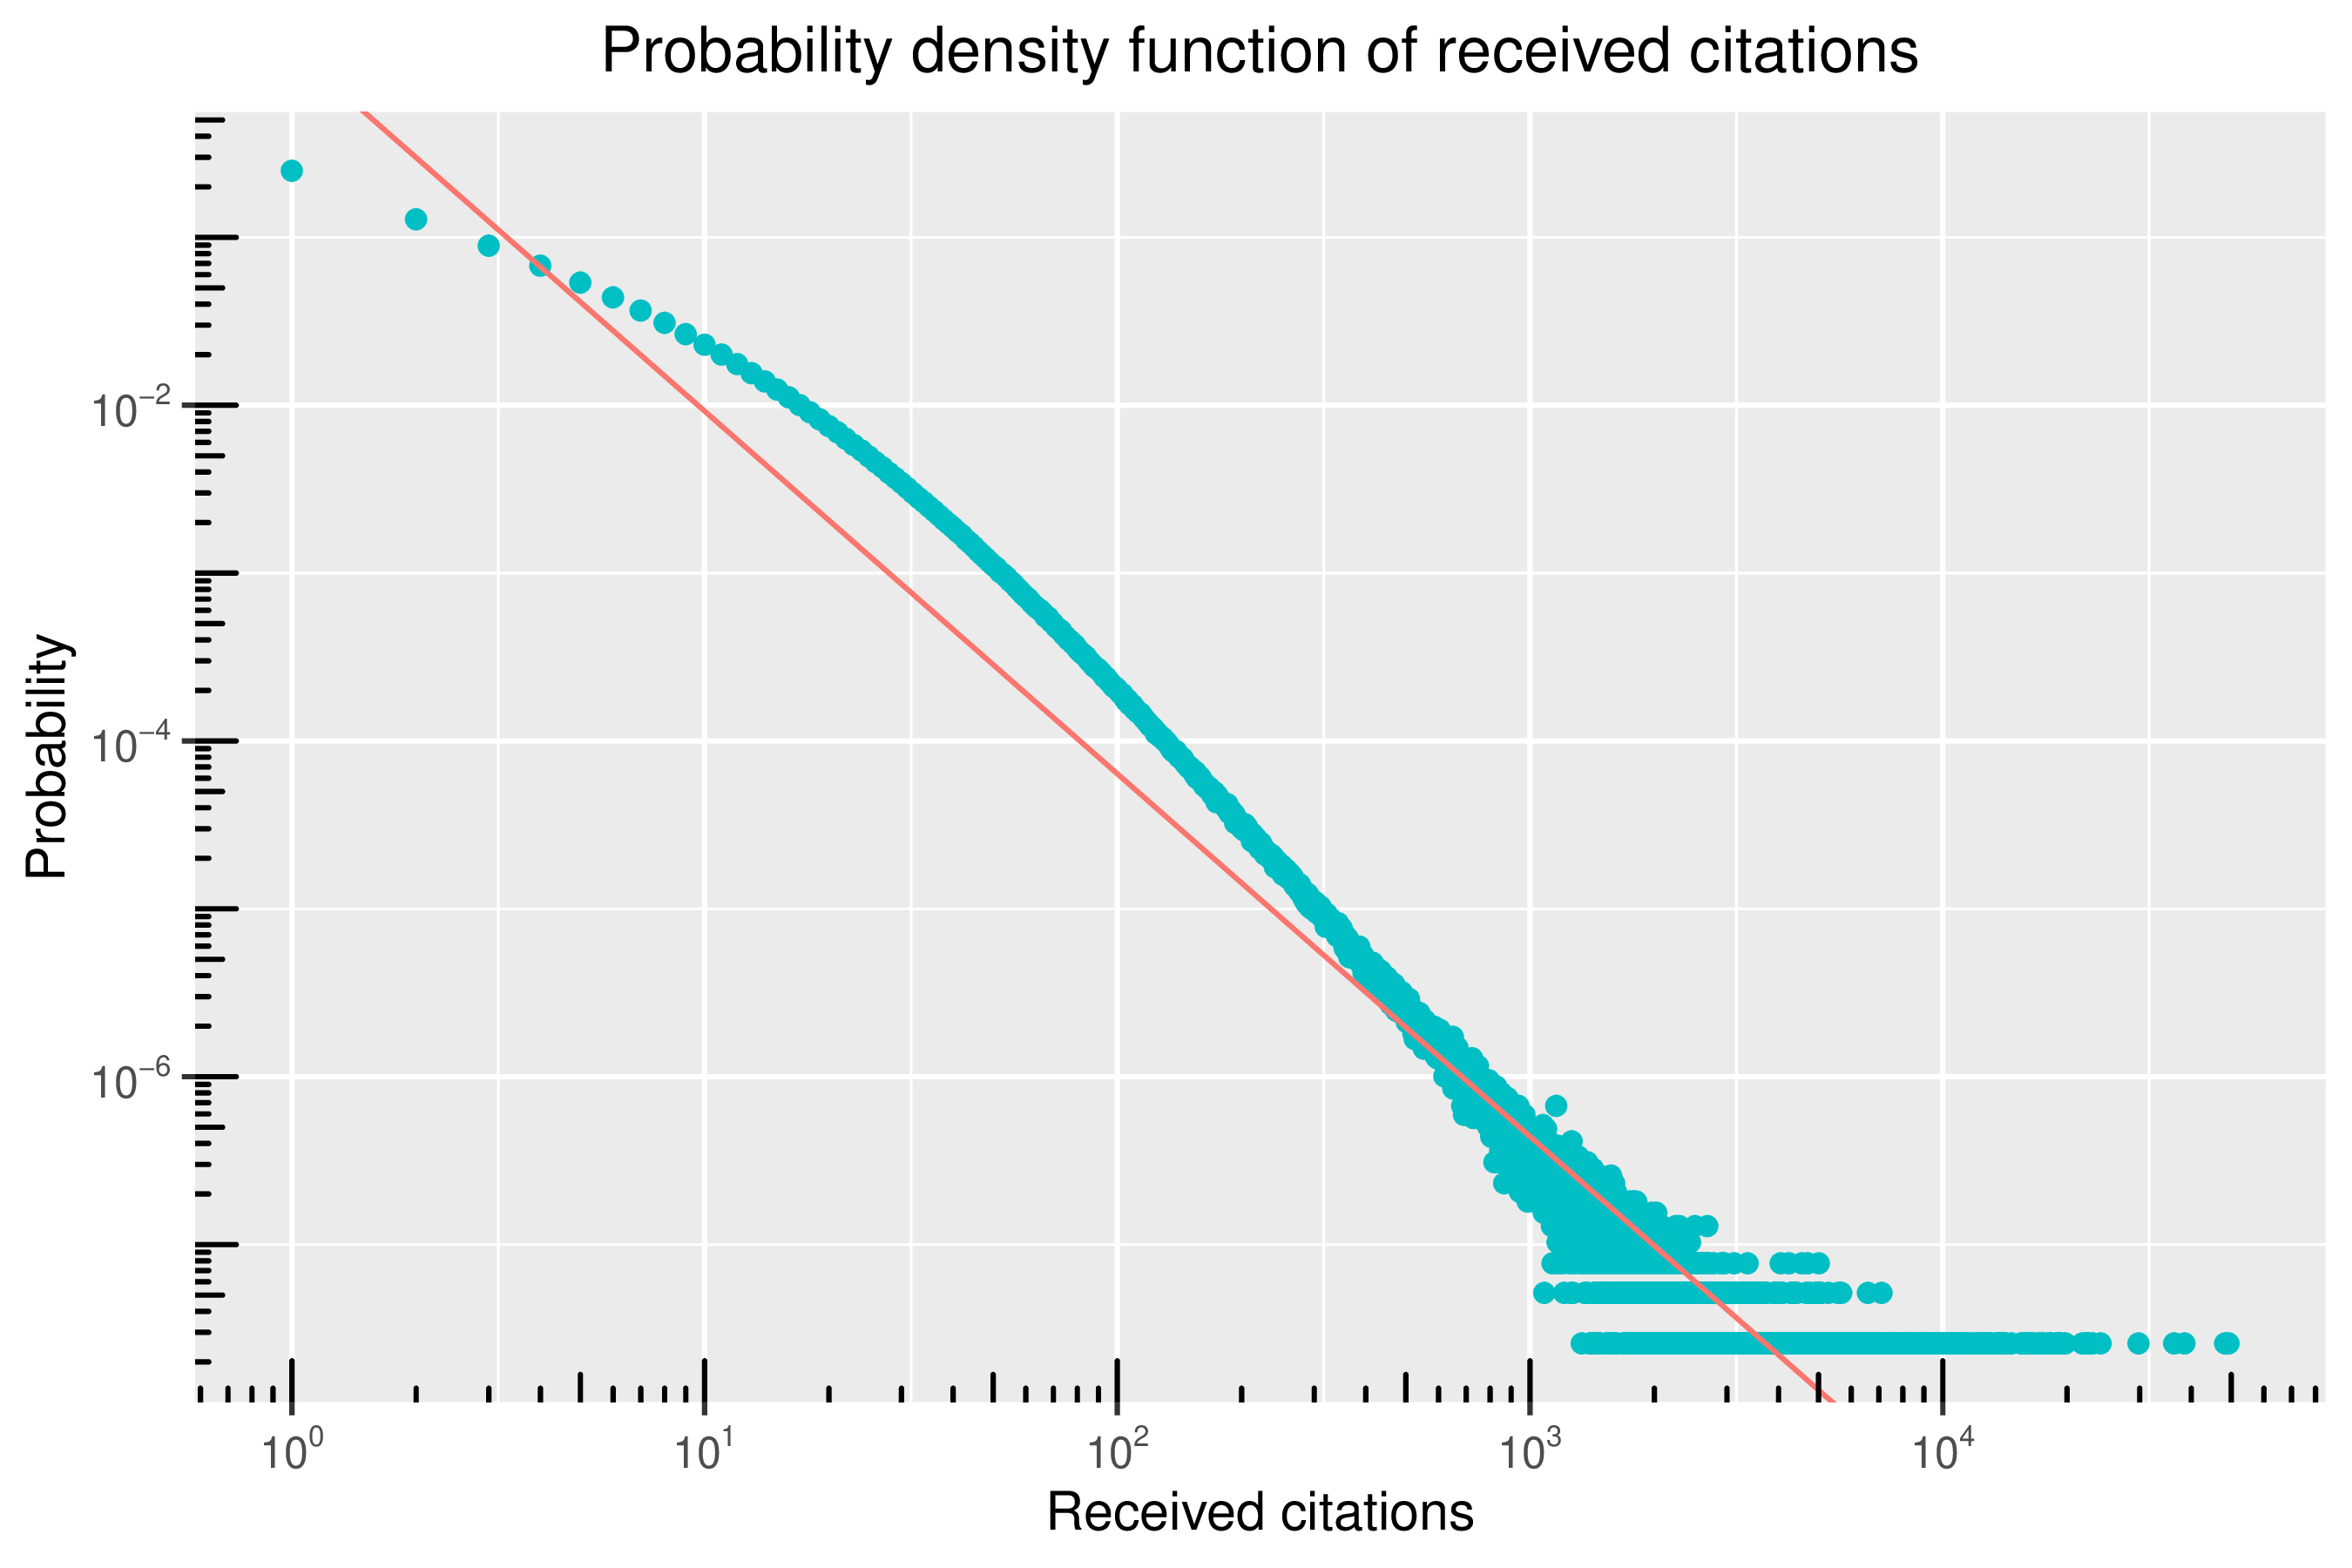 Probability density function of received citations
Probability
10⁻²
10⁻⁴
10⁻⁶
10⁰ 10¹ 10² 10³ 10⁴
Received citations